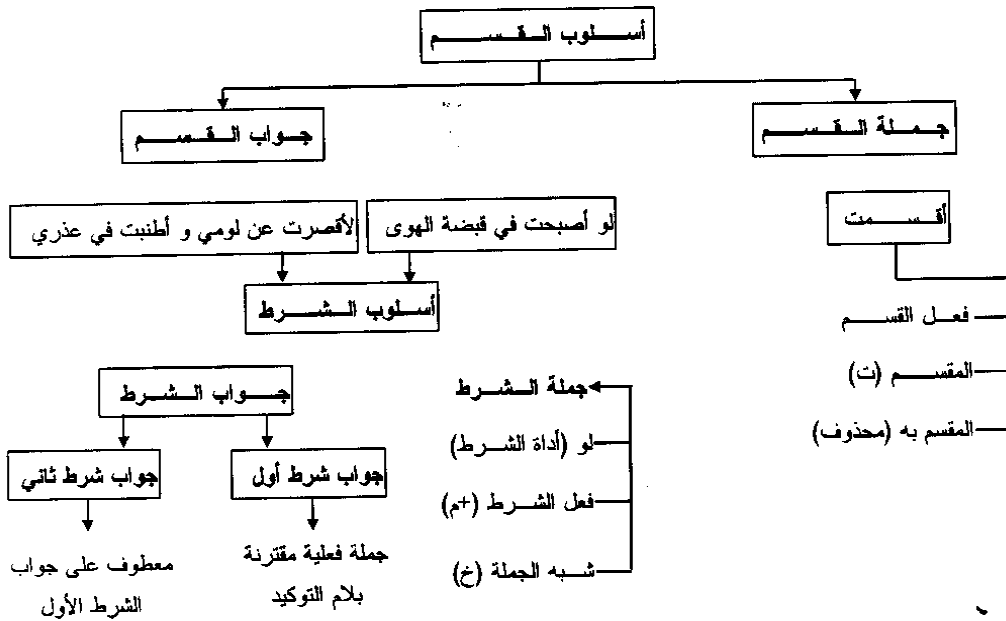 أسلوب القسم
جملة القسم
جواب القسم
أقسمت
لو أصبحت في قبضة الهوى
لأقصرت عن لومي و أطنبت في عذري
أسلوب الشرط
فعل القسم
المقسم (ت)
المقسم به (محذوف)
جملة الشرط
لو (أداة الشرط)
فعل الشرط (+م)
شبه الجملة (خ)
جواب الشرط
جواب شرط أول
جواب شرط ثاني
جملة فعلية مقترنة
بلام التوكيد
معطوف على جواب
الشرط الأول